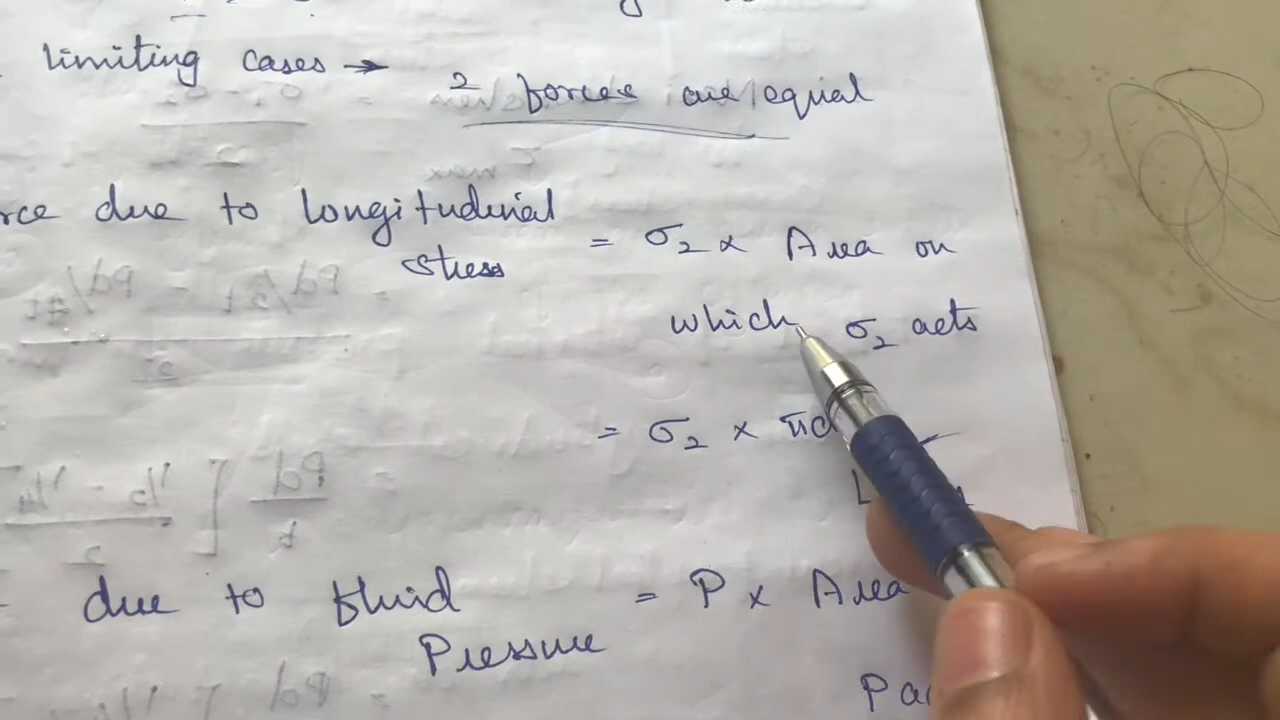 limiting cases → 2 forces are equal
due to longitudinal stress = σ₂ × Area on
which σ₂ acts
= σ₂ × πd
due to fluid Pressure = P × Area